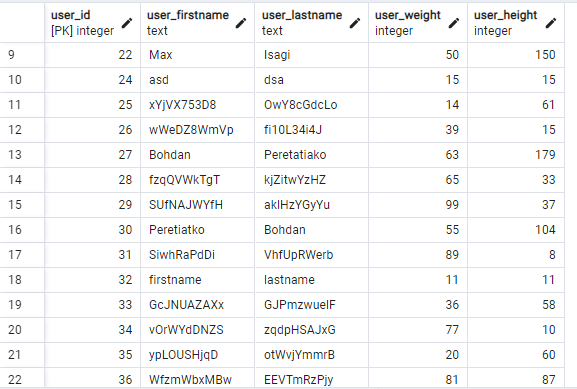 user_id user_firstname user_lastname user_weight user_height
[PK] integer text text integer integer
9 22 Max Isagi 50 150
10 24 asd dsa 15 15
11 25 xYjVX753D8 OwY8cGdcLo 14 61
12 26 wWeDZ8WmVp fi10L34i4J 39 15
13 27 Bohdan Peretatiako 63 179
14 28 fzqQVWkTgT kjZitwYzHZ 65 33
15 29 SUfNAJWYfH aklHzYGyYu 99 37
16 30 Peretiatko Bohdan 55 104
17 31 SiwhRaPdDi VhfUpRWerb 89 8
18 32 firstname lastname 11 11
19 33 GcJNUAZAXx GJPmzwuelF 36 58
20 34 vOrWYdDNZS zqdpHSAJxG 77 10
21 35 ypLOUSHjqD otWvjYmmrB 20 60
22 36 WfzmWbxMBw EEVTmRzPjy 81 87